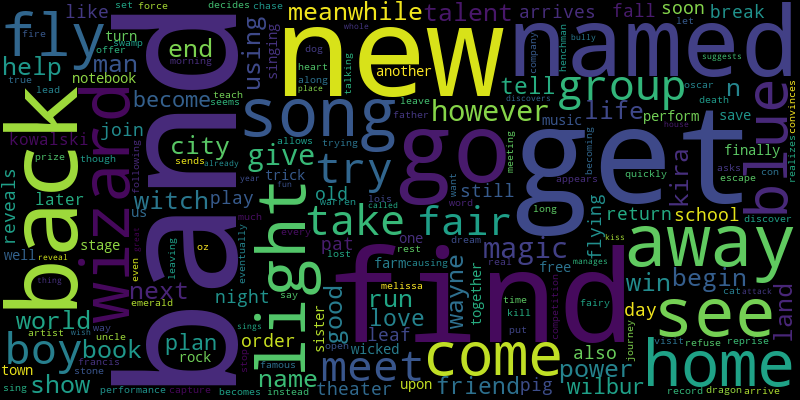 fly
like
set force
decides
chase
meanwhile
talent
arrives
fall
soon
break
swamp
fire
turn
offer
end
using
singing
new
named
let
bully
help
man
notebook
morning
dog
another
talking
whole
company
henchman
suggests
true
lead
become
teach
seems
heart
along
place
tell
group
n
oscar
death
convinces
back
wizard
band
song
however
discovers
life
save
blue
join
city
sends
already
allows
trying
leave
father
music
perform
house
kowalski
prize
though
following
give
try
go
get
meeting
becoming
finally
asks
escape
con
realizes
reveals
later
witch
play
year
fun
trick
old
warren
lois
called
still
want
word
appears
quickly
kira
us
light
take
fair
long
flying
return
school
discover
well
reveal
stage
oz
leaving
eventually
much
pat
lost
every
one
rest
causing
magic
kiss
manages
away
thing
even
great
next
emerald
night
say
farm
dream
real
free
find
cat
attack
day
world
artist
wish
way
sings
sister
good
run
melissa
wayne
together
time
kill
put
competition
fairy
win
begin
see
land
boy
book
uncle
plan
rock
stop
order
open
love
leaf
wicked
come
also
power
journey
visit
refuse
reprise
town
francis
stone
famous
name
meet
upon
friend
pig
wilbur
home
sing
show
performance
capture
becomes
instead
theater
record
dragon
arrive